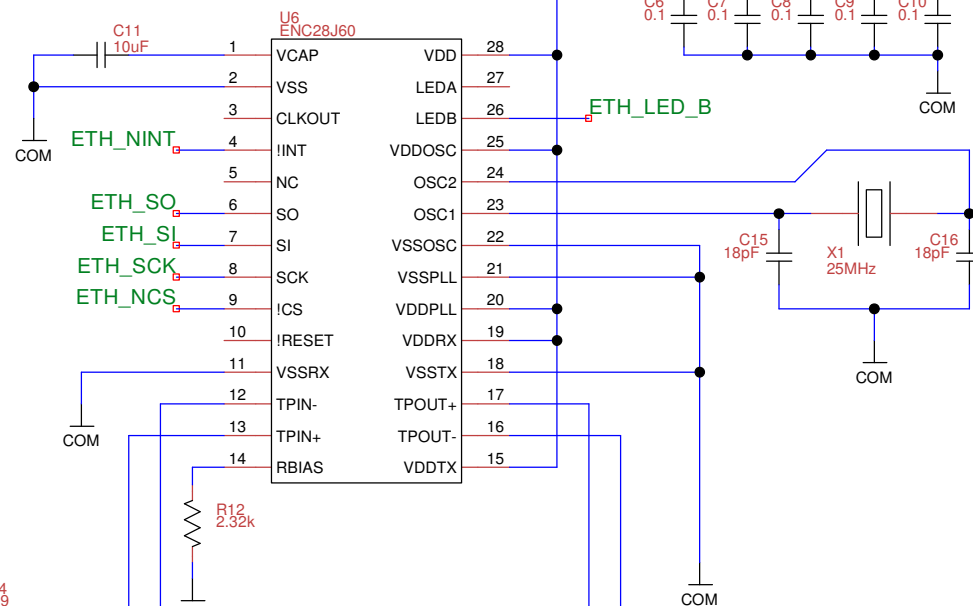 C6 C7 C8 C9 C10
0.1 0.1 0.1 0.1 0.1
COM
U6
ENC28J60
C11
10uF
COM
1 VCAP VDD 28
2 VSS LEDA 27
3 CLKOUT LEDB 26 ETH_LED_B
ETH_NINT 4 !INT VDDOSC 25
5 NC OSC2 24
ETH_SO 6 SO OSC1 23
ETH_SI 7 SI VSSOSC 22
ETH_SCK 8 SCK VSSPLL 21
ETH_NCS 9 !CS VDDPLL 20
10 !RESET VDDRX 19
11 VSSRX VSSTX 18
12 TPIN- TPOUT+ 17
13 TPIN+ TPOUT- 16
14 RBIAS VDDTX 15
C15
18pF
X1
25MHz
C16
18pF
COM
COM
R12
2.32k
COM
4
9